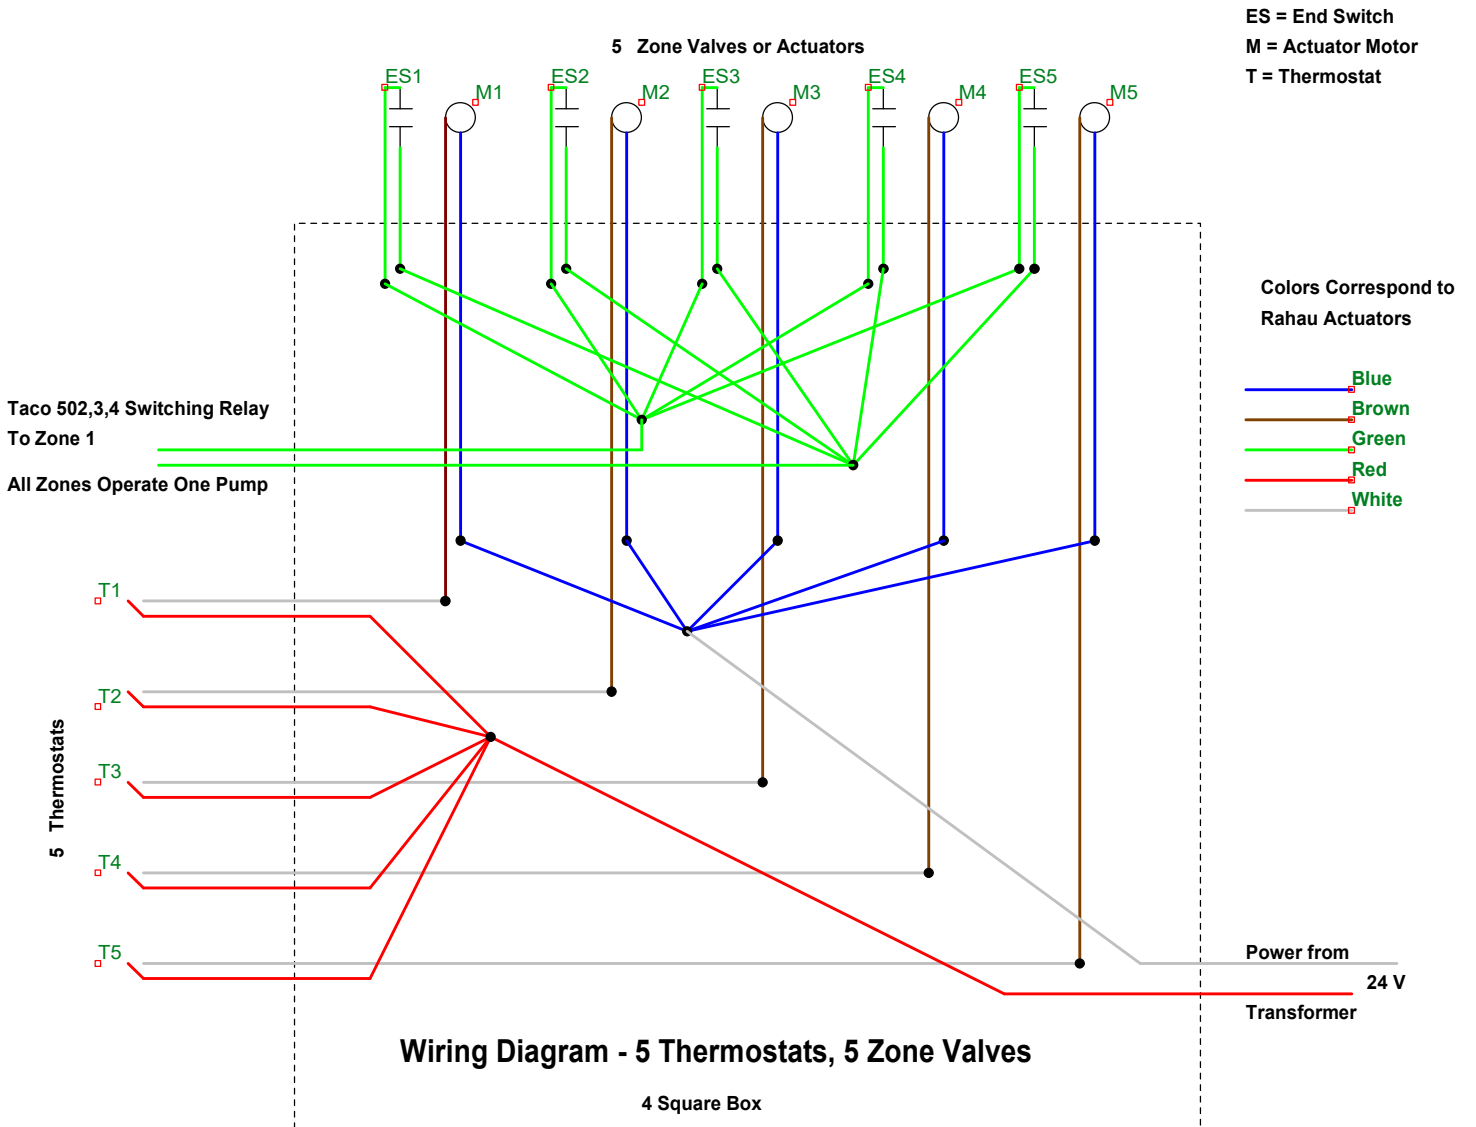 ES = End Switch
5 Zone Valves or Actuators
M = Actuator Motor
T = Thermostat
ES1
M1
ES2
M2
ES3
M3
ES4
M4
ES5
M5
Colors Correspond to
Rahau Actuators
Blue
Brown
Green
Red
White
Taco 502,3,4 Switching Relay
To Zone 1
All Zones Operate One Pump
T1
T2
T3
T4
T5
5 Thermostats
Power from
24 V
Transformer
Wiring Diagram - 5 Thermostats, 5 Zone Valves
4 Square Box